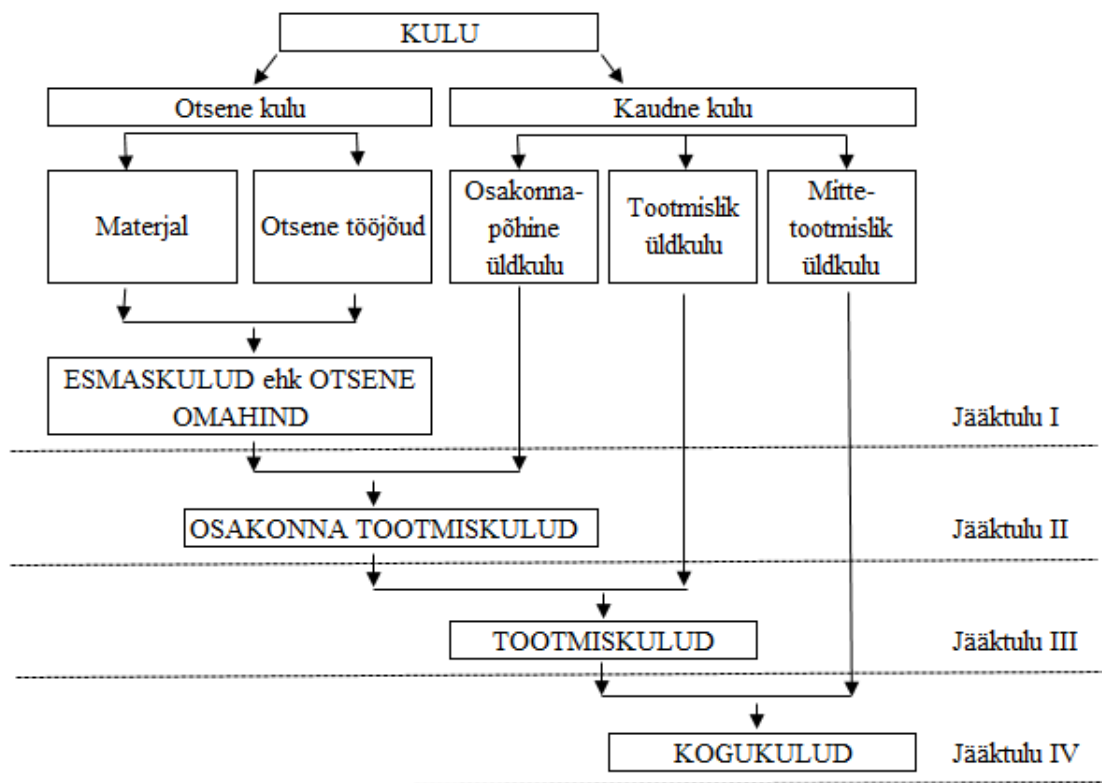 KULU
Otsene kulu
Kaudne kulu
Materjal
Otsene tööjõud
Osakonna-
põhine
üldkulu
Tootmislik
üldkulu
Mitte-
tootmislik
üldkulu
ESMASKULUD ehk OTSENE
OMAHIND
Jääktulu I
OSAKONNA TOOTMISKULUD
Jääktulu II
TOOTMISKULUD
Jääktulu III
KOGUKULUD
Jääktulu IV